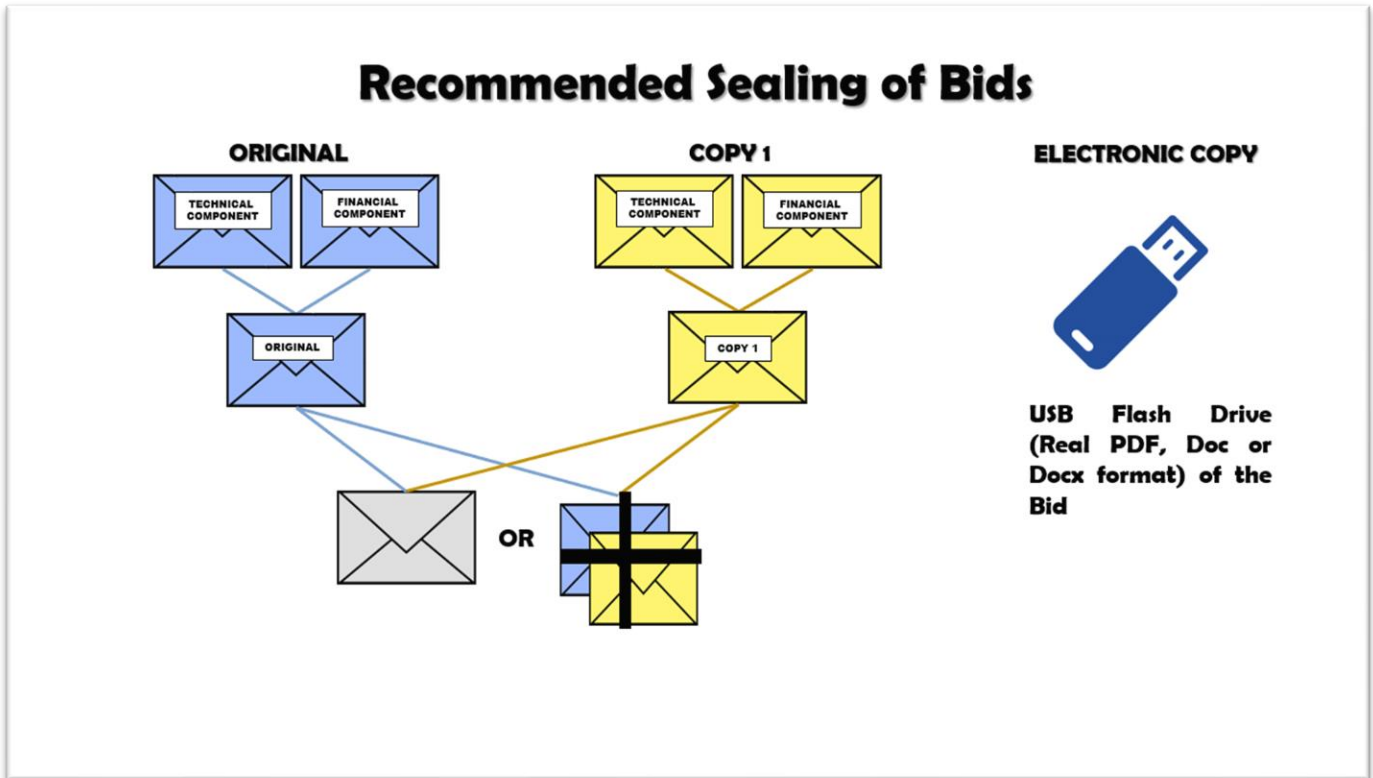 Recommended Sealing of Bids
ORIGINAL
TECHNICAL
COMPONENT
FINANCIAL
COMPONENT
ORIGINAL
COPY 1
TECHNICAL
COMPONENT
FINANCIAL
COMPONENT
COPY 1
OR
ELECTRONIC COPY
USB Flash Drive
(Real PDF, Doc or
Docx format) of the
Bid